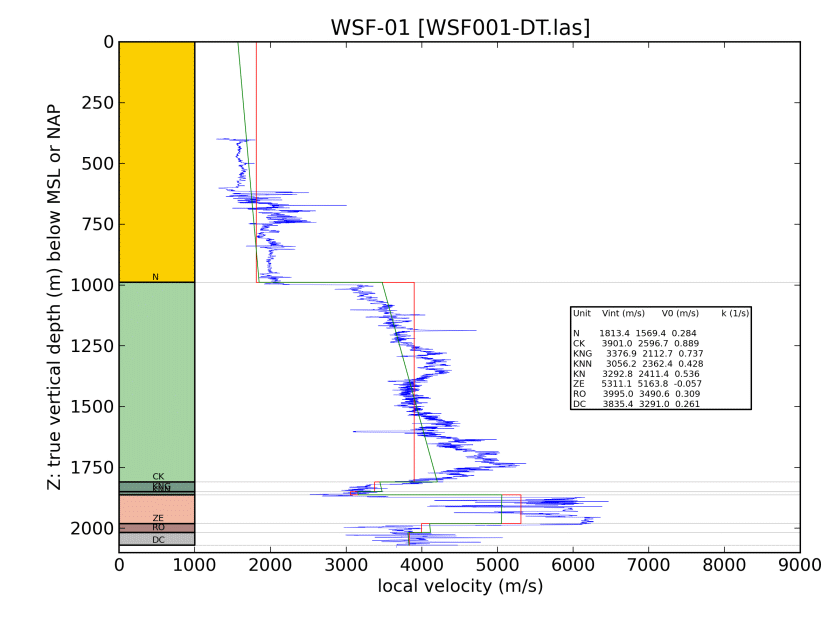 WSF-01 [WSF001-DT.las]
Z: true vertical depth (m) below MSL or NAP
0
250
500
750
1000
1250
1500
1750
2000
N
CK
KNG
ZE
RO
DC
Unit Vint (m/s) V0 (m/s) k (1/s)
N 1813.4 1569.4 0.284
CK 3901.0 2596.7 0.889
KNG 3376.9 2112.7 0.737
KNN 3056.2 2362.4 0.428
KN 3292.8 2411.4 0.536
ZE 5311.1 5163.8 -0.057
RO 3995.0 3490.6 0.309
DC 3835.4 3291.0 0.261
0 1000 2000 3000 4000 5000 6000 7000 8000 9000
local velocity (m/s)